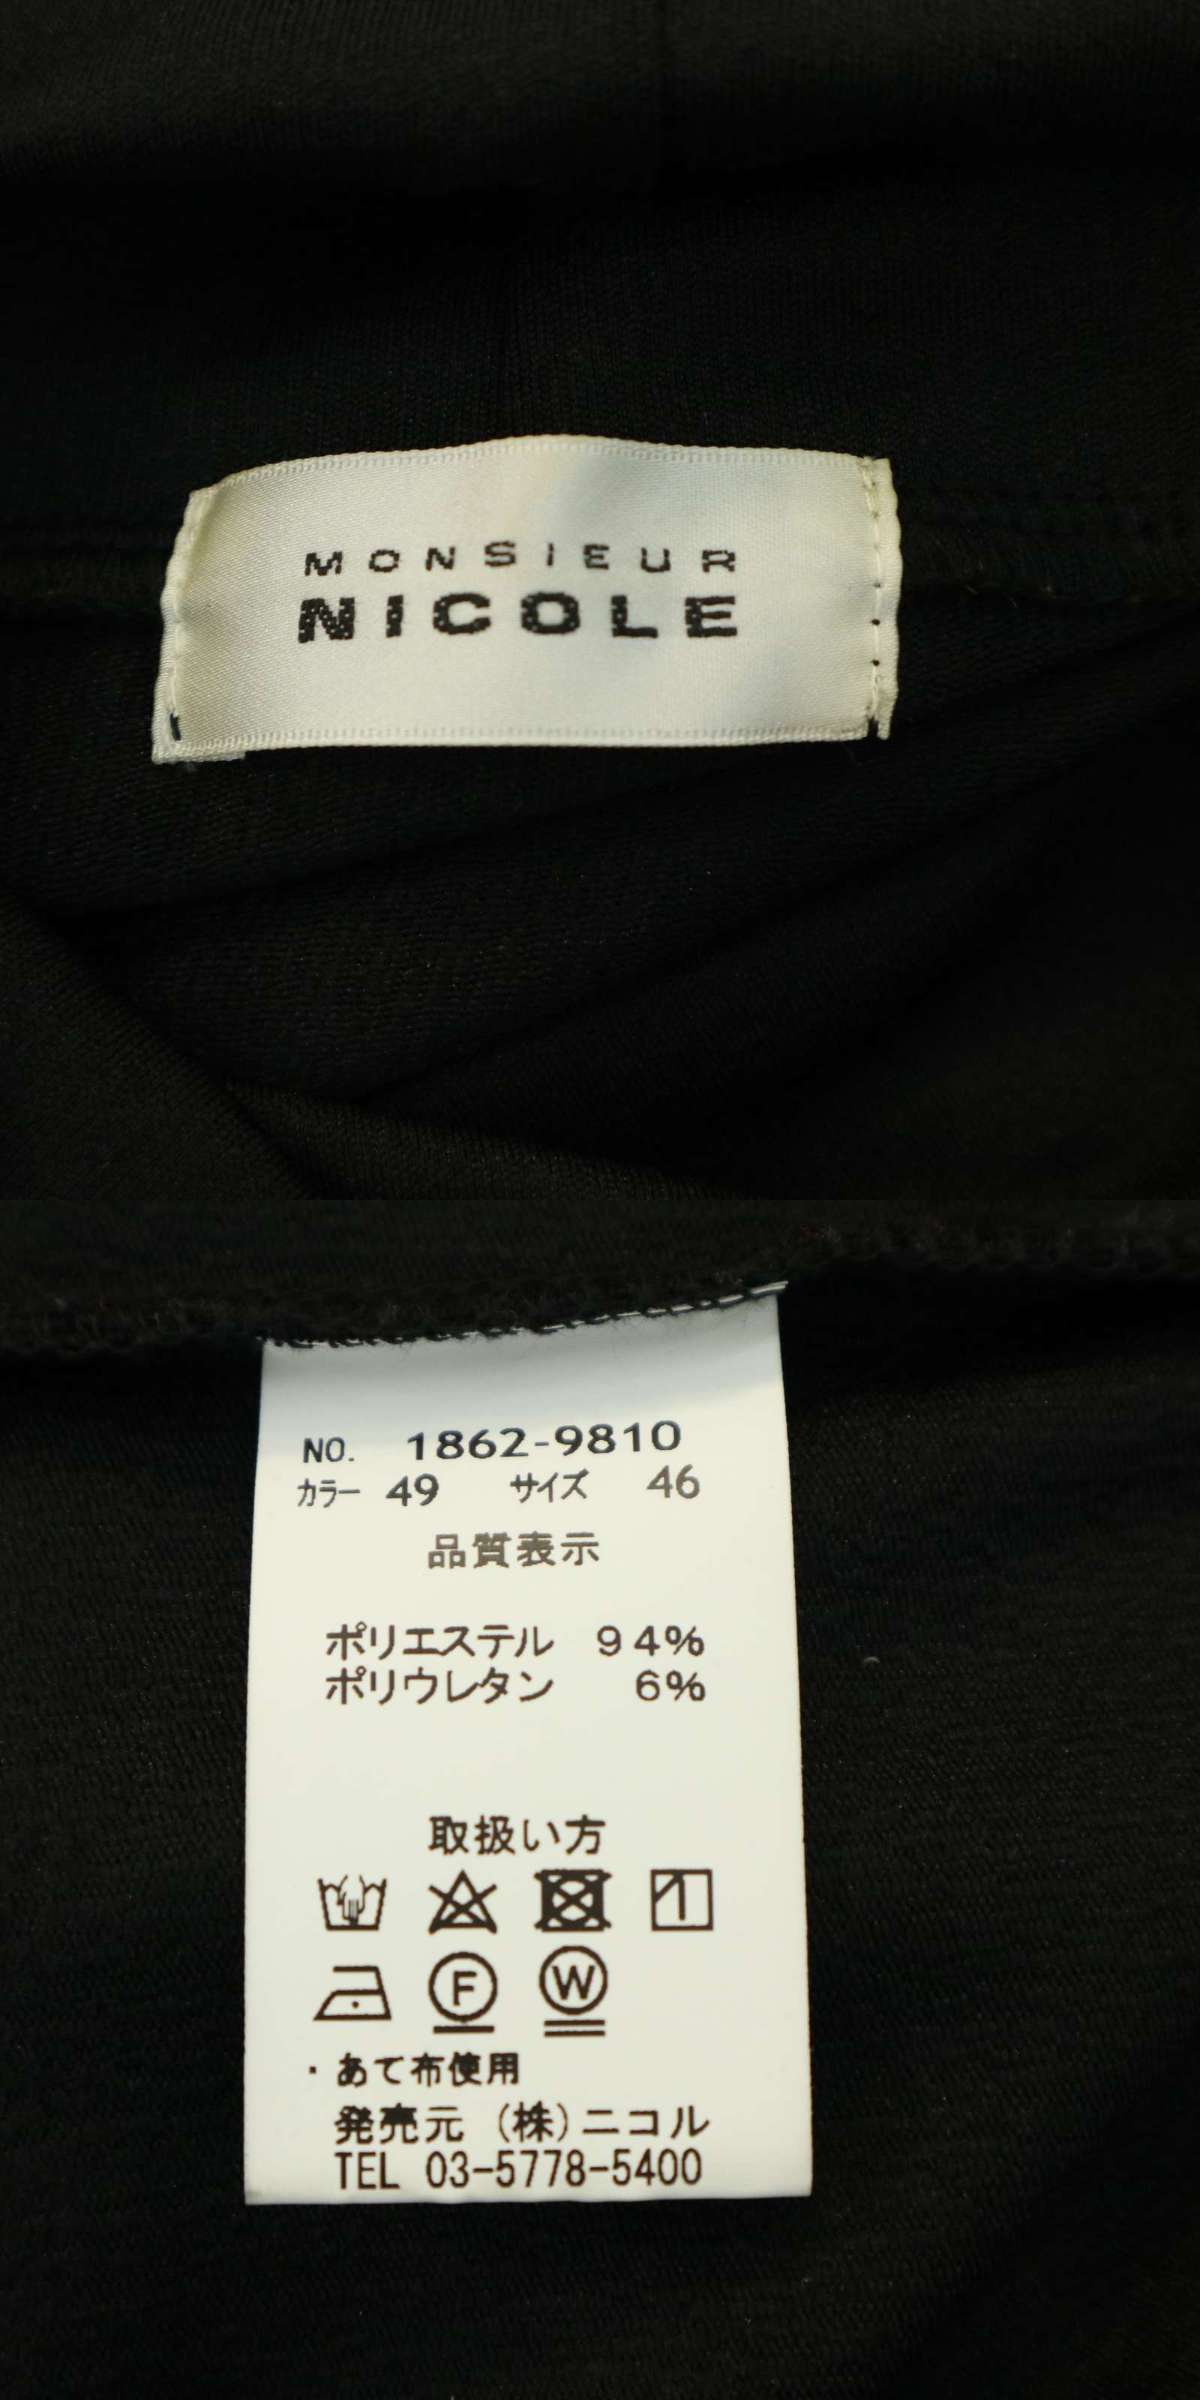 MONSIEUR
NICOLE
NO. 1862-9810
カラー 49 サイズ 46
品質表示
ポリエステル 94%
ポリウレタン 6%
取扱い方
F W
・あて布使用
発売元 (株)ニコル
TEL 03-5778-5400